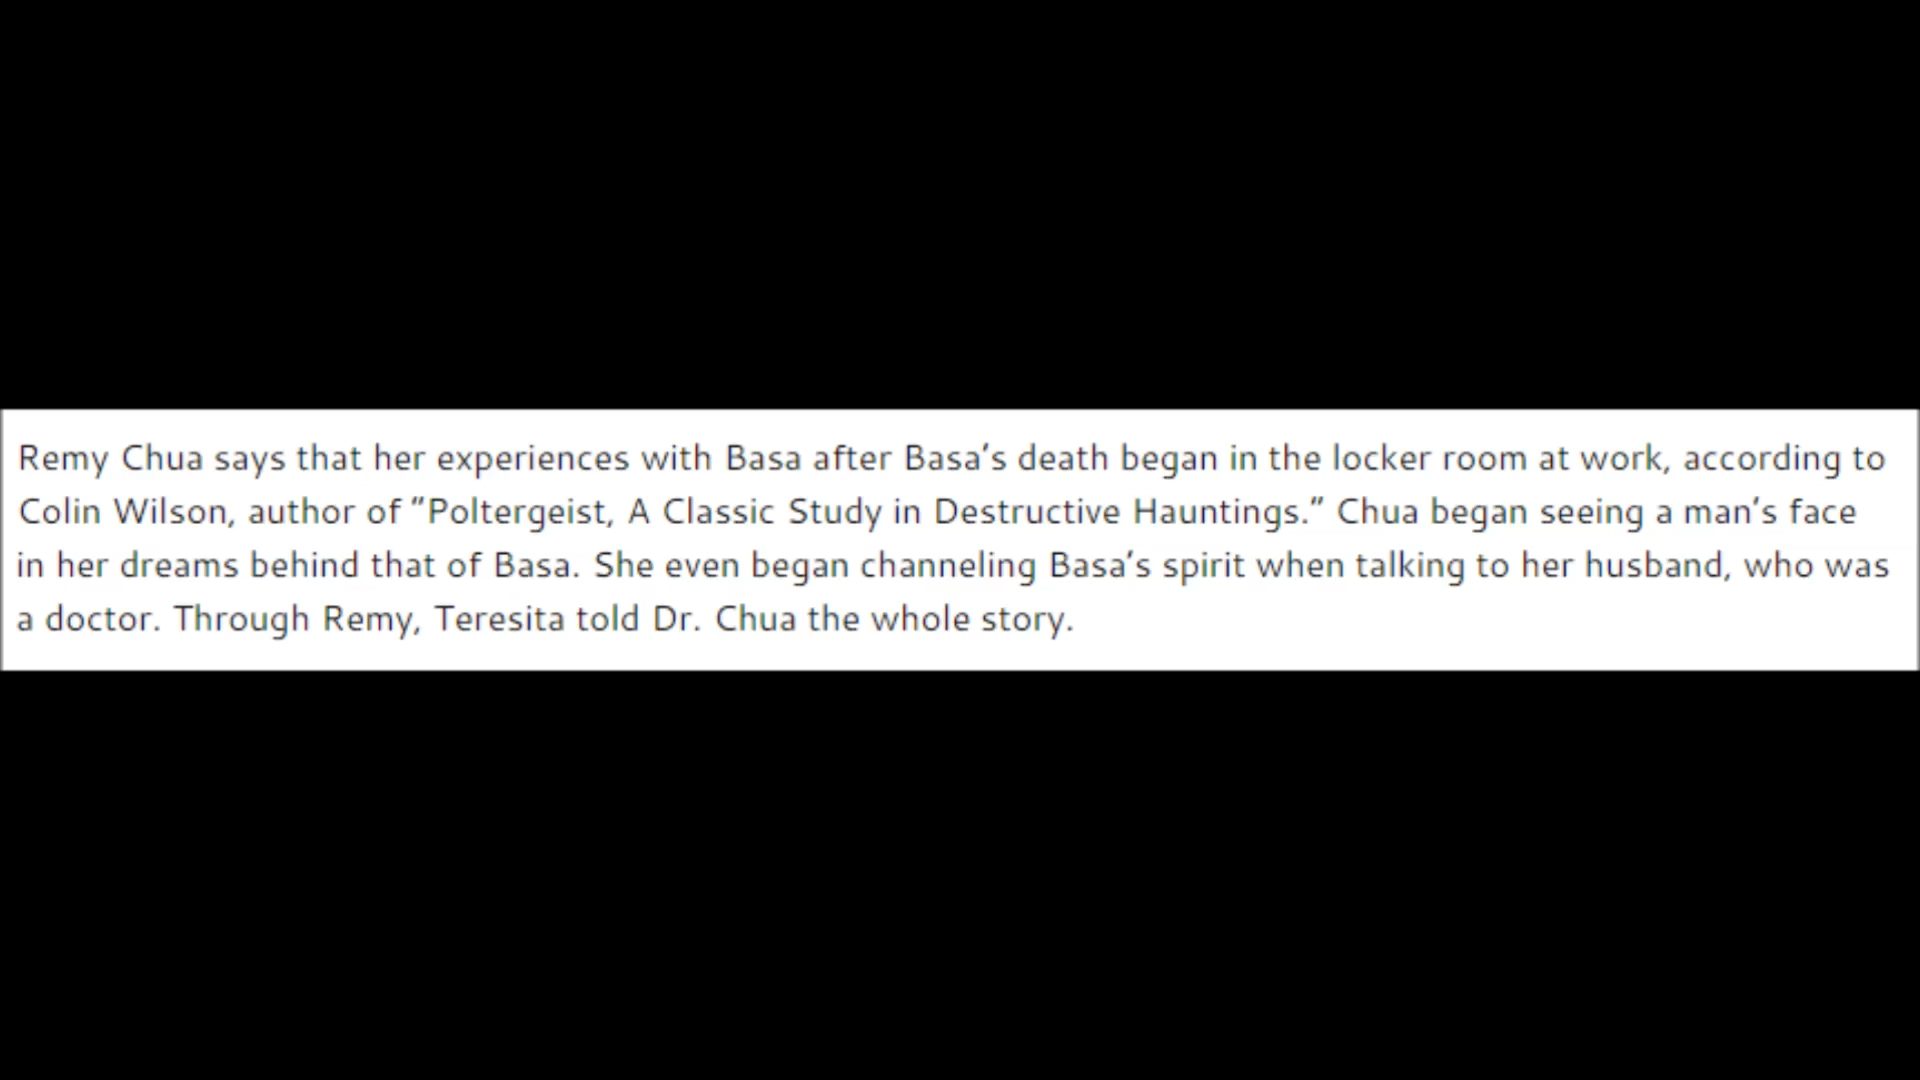 Remy Chua says that her experiences with Basa after Basa's death began in the locker room at work, according to
Colin Wilson, author of "Poltergeist, A Classic Study in Destructive Hauntings." Chua began seeing a man's face
in her dreams behind that of Basa. She even began channeling Basa's spirit when talking to her husband, who was
a doctor. Through Remy, Teresita told Dr. Chua the whole story.